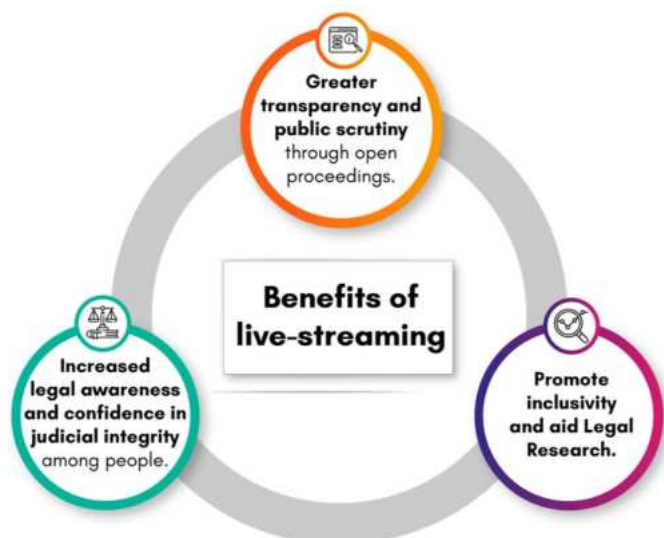 Greater
transparency and
public scrutiny
through open
proceedings.
Benefits of
live-streaming
Increased
legal awareness
and confidence in
judicial integrity
among people.
Promote
inclusivity
and aid Legal
Research.